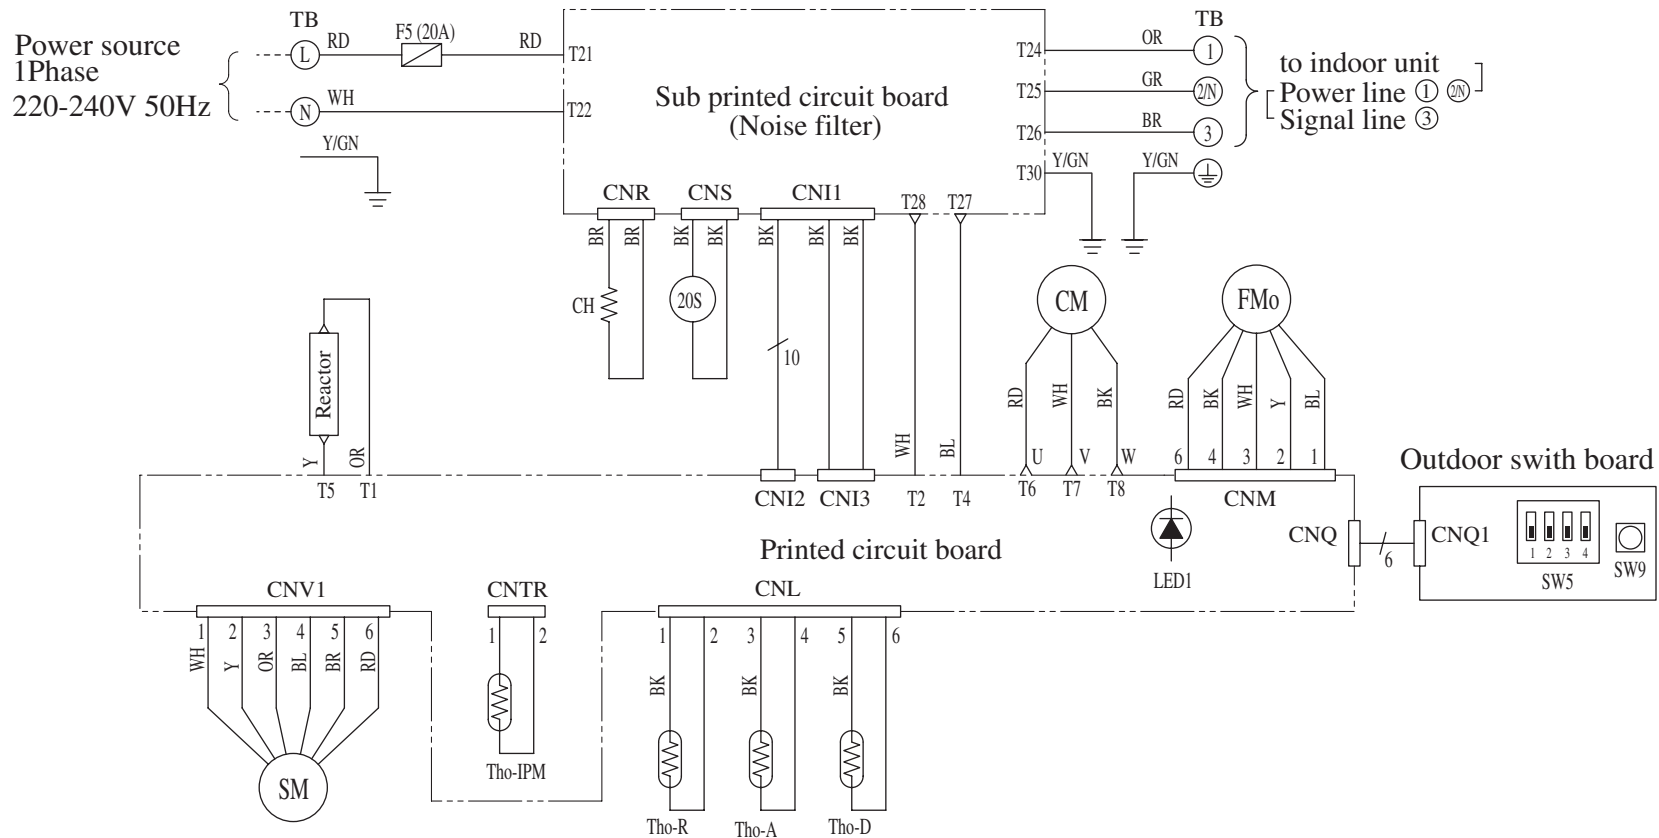 TB
Power source
1Phase
220-240V 50Hz
L
RD
F5 (20A)
RD
T21
N
WH
T22
Y/GN
Sub printed circuit board
(Noise filter)
TB
T24
OR
1
T25
GR
2/N
T26
BR
3
T30
Y/GN
Y/GN
to indoor unit
Power line ① 2/N
Signal line ③
CNR
CNS
CNI1
T28
T27
BR
BR
BK
BK
BK
BK
BK
CH
20S
10
WH
BL
Reactor
Y
OR
T5
T1
CNI2
CNI3
T2
T4
CM
RD
WH
BK
U
V
W
T6
T7
T8
FMo
RD
BK
WH
Y
BL
6
4
3
2
1
CNM
LED1
Printed circuit board
CNQ
6
Outdoor swith board
CNQ1
1 2 3 4
SW5
SW9
CNV1
1 2 3 4 5 6
WH
Y
OR
BL
BR
RD
SM
CNTR
1 2
Tho-IPM
CNL
1 2 3 4 5 6
BK
BK
BK
Tho-R
Tho-A
Tho-D